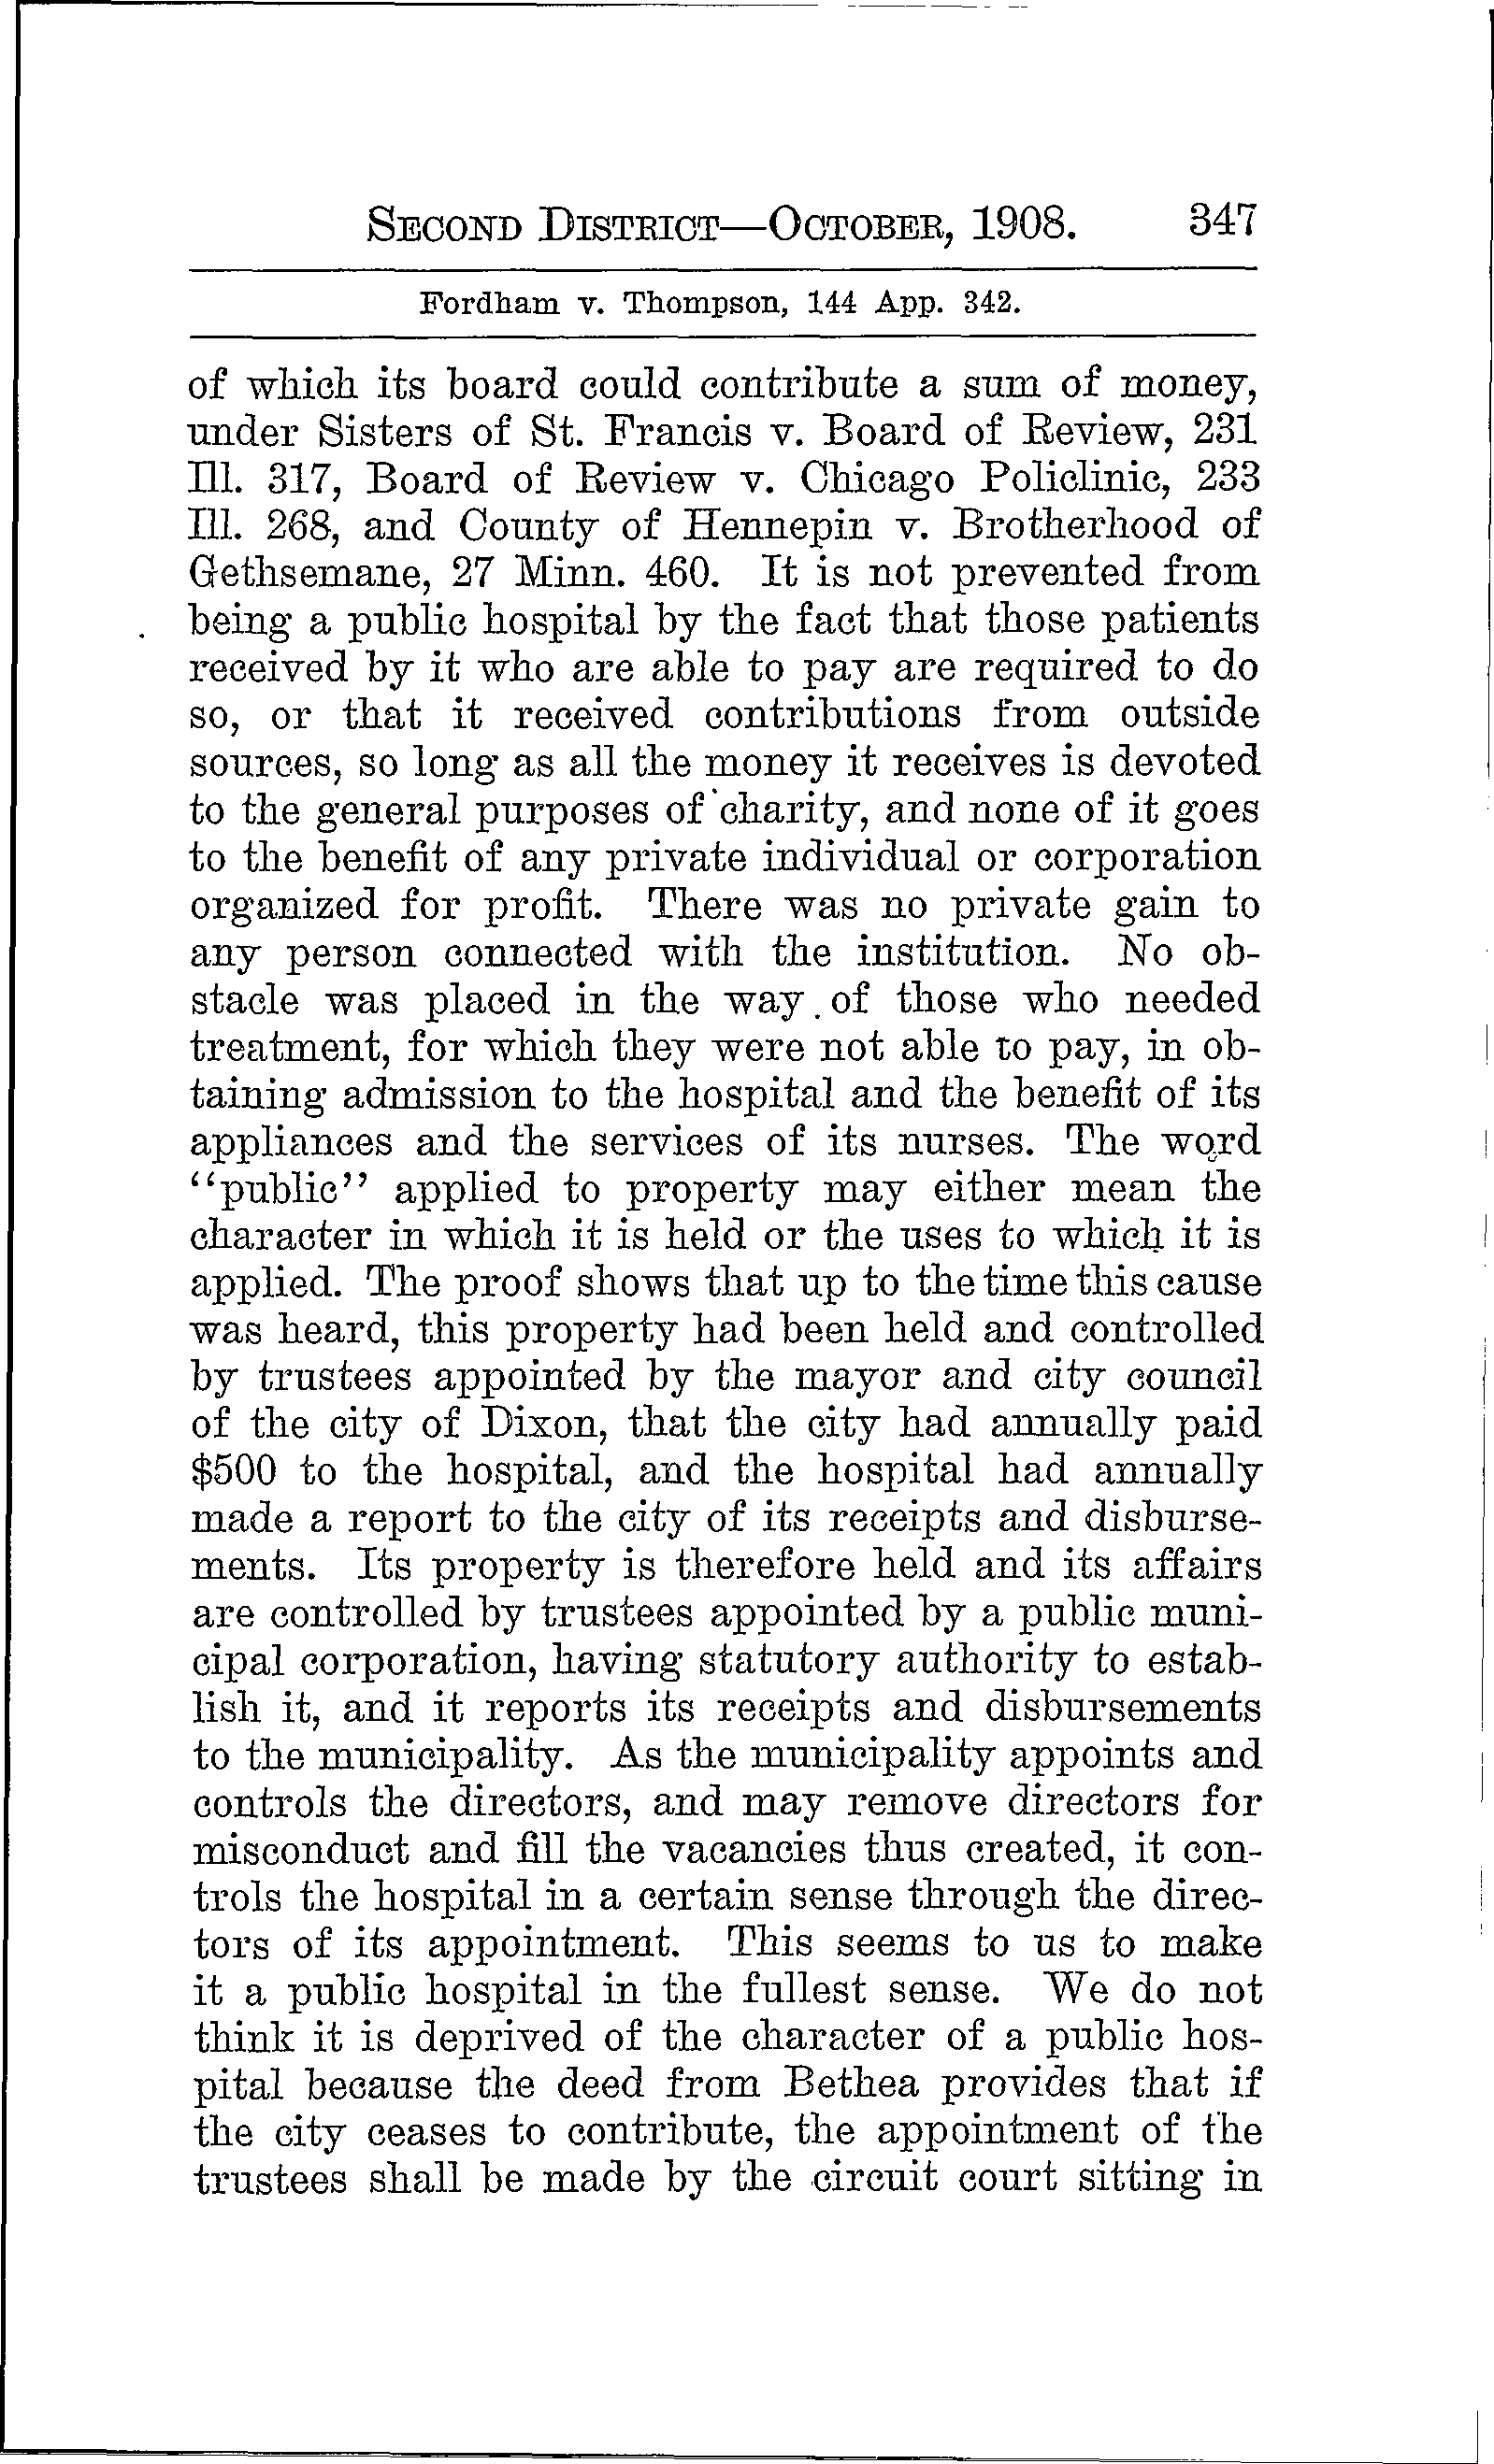 SECOND DISTRICT—OCTOBER, 1908. 347
Fordham v. Thompson, 144 App. 342.
of which its board could contribute a sum of money,
under Sisters of St. Francis v. Board of Review, 231
Ill. 317, Board of Review v. Chicago Policlinic, 233
Ill. 268, and County of Hennepin v. Brotherhood of
Gethsemane, 27 Minn. 460. It is not prevented from
being a public hospital by the fact that those patients
received by it who are able to pay are required to do
so, or that it received contributions from outside
sources, so long as all the money it receives is devoted
to the general purposes of charity, and none of it goes
to the benefit of any private individual or corporation
organized for profit. There was no private gain to
any person connected with the institution. No ob-
stacle was placed in the way of those who needed
treatment, for which they were not able to pay, in ob-
taining admission to the hospital and the benefit of its
appliances and the services of its nurses. The word
"public" applied to property may either mean the
character in which it is held or the uses to which it is
applied. The proof shows that up to the time this cause
was heard, this property had been held and controlled
by trustees appointed by the mayor and city council
of the city of Dixon, that the city had annually paid
$500 to the hospital, and the hospital had annually
made a report to the city of its receipts and disburse-
ments. Its property is therefore held and its affairs
are controlled by trustees appointed by a public muni-
cipal corporation, having statutory authority to estab-
lish it, and it reports its receipts and disbursements
to the municipality. As the municipality appoints and
controls the directors, and may remove directors for
misconduct and fill the vacancies thus created, it con-
trols the hospital in a certain sense through the direc-
tors of its appointment. This seems to us to make
it a public hospital in the fullest sense. We do not
think it is deprived of the character of a public hos-
pital because the deed from Bethea provides that if
the city ceases to contribute, the appointment of the
trustees shall be made by the circuit court sitting in